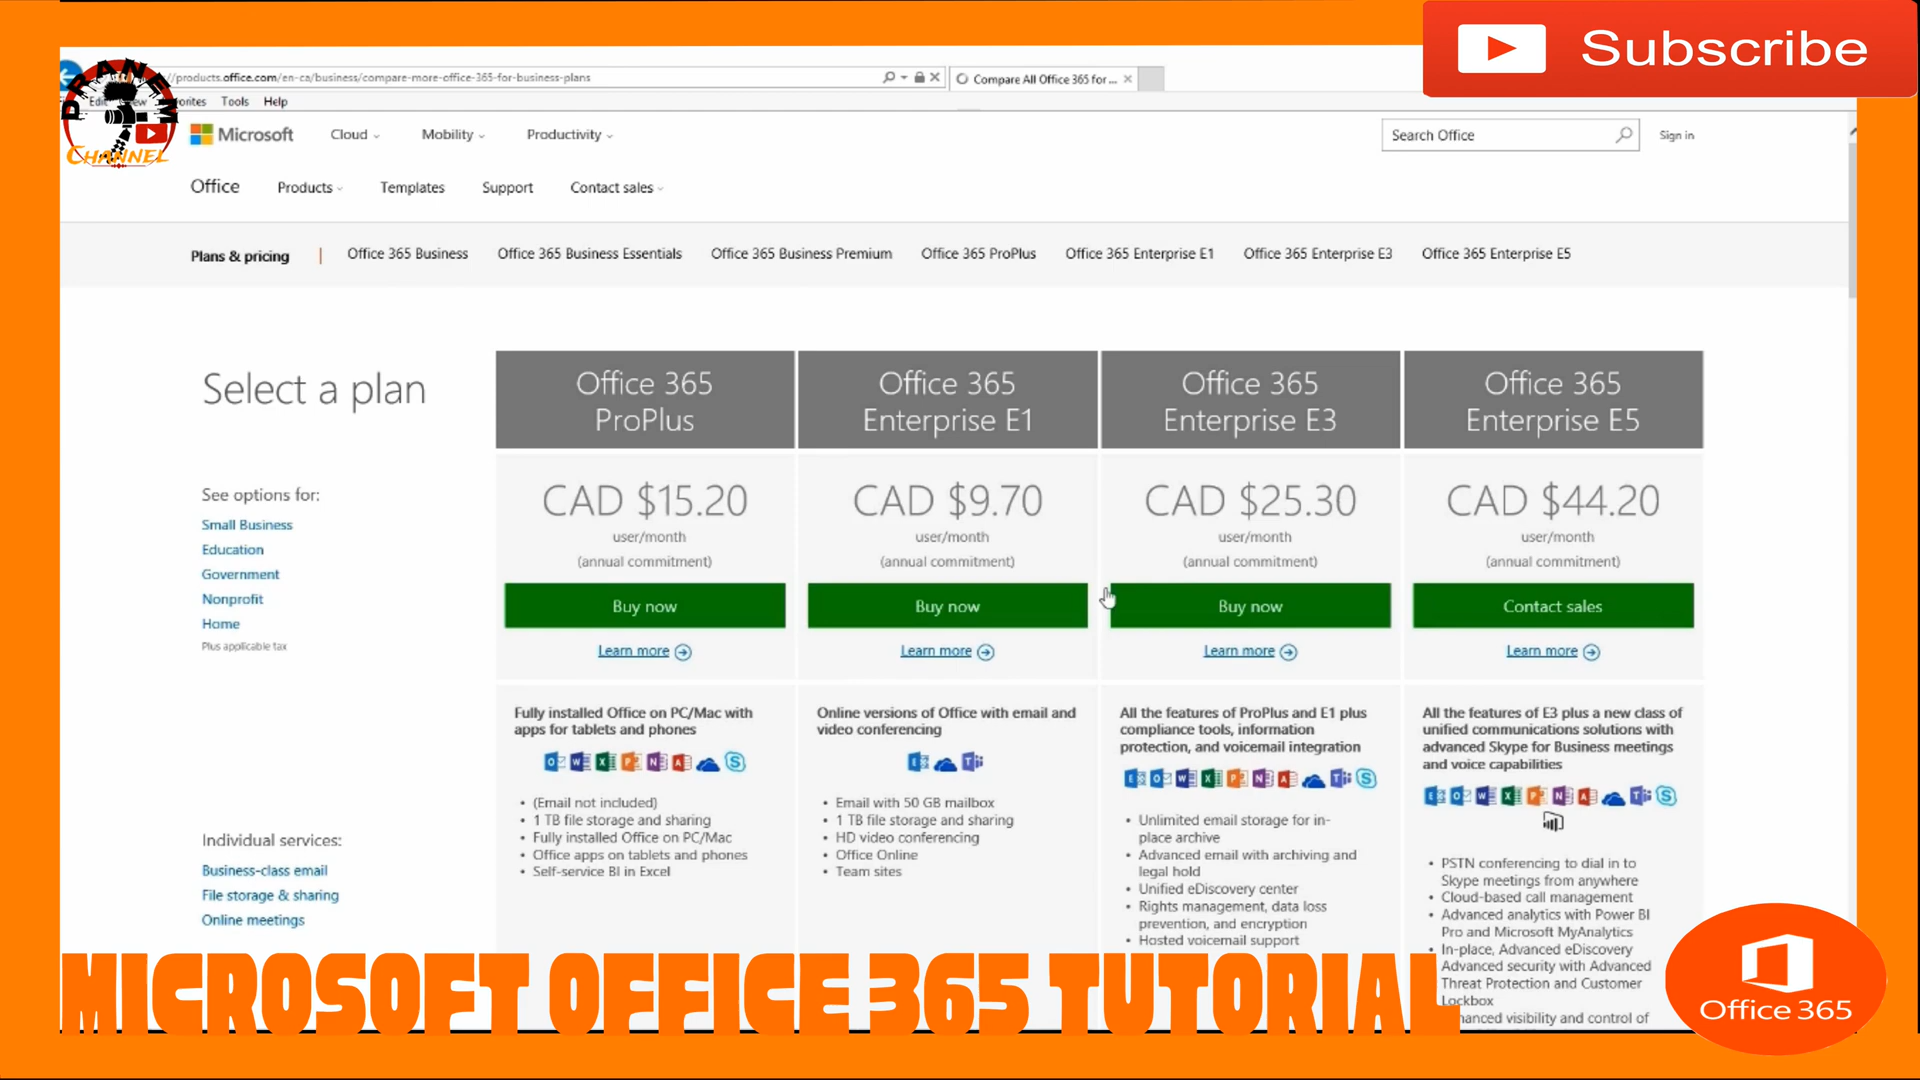 Subscribe
//products.office.com/en-ca/business/compare-more-office-365-for-business-plans
Compare All Office 365 for ...
Tools Help
CHANNEL
Microsoft
Cloud
Mobility
Productivity
Search Office
Sign in
Office
Products
Templates
Support
Contact sales
Plans & pricing
Office 365 Business
Office 365 Business Essentials
Office 365 Business Premium
Office 365 ProPlus
Office 365 Enterprise E1
Office 365 Enterprise E3
Office 365 Enterprise E5
Select a plan
See options for:
Small Business
Education
Government
Nonprofit
Home
Plus applicable tax
Individual services:
Business-class email
File storage & sharing
Online meetings
Office 365
ProPlus
CAD $15.20
user/month
(annual commitment)
Buy now
Learn more
Fully installed Office on PC/Mac with
apps for tablets and phones
• (Email not included)
• 1 TB file storage and sharing
• Fully installed Office on PC/Mac
• Office apps on tablets and phones
• Self-service BI in Excel
Office 365
Enterprise E1
CAD $9.70
user/month
(annual commitment)
Buy now
Learn more
Online versions of Office with email and
video conferencing
• Email with 50 GB mailbox
• 1 TB file storage and sharing
• HD video conferencing
• Office Online
• Team sites
Office 365
Enterprise E3
CAD $25.30
user/month
(annual commitment)
Buy now
Learn more
All the features of ProPlus and E1 plus
compliance tools, information
protection, and voicemail integration
• Unlimited email storage for in-
place archive
• Advanced email with archiving and
legal hold
• Unified eDiscovery center
• Rights management, data loss
prevention, and encryption
• Hosted voicemail support
Office 365
Enterprise E5
CAD $44.20
user/month
(annual commitment)
Contact sales
Learn more
All the features of E3 plus a new class of
unified communications solutions with
advanced Skype for Business meetings
and voice capabilities
• PSTN conferencing to dial in to
Skype meetings from anywhere
• Cloud-based call management
• Advanced analytics with Power BI
Pro and Microsoft MyAnalytics
• In-place, Advanced eDiscovery
Advanced security with Advanced
Threat Protection and Customer
Lockbox
visibility and control of
MICROSOFT OFFICE 365 TUTORIAL
Office 365